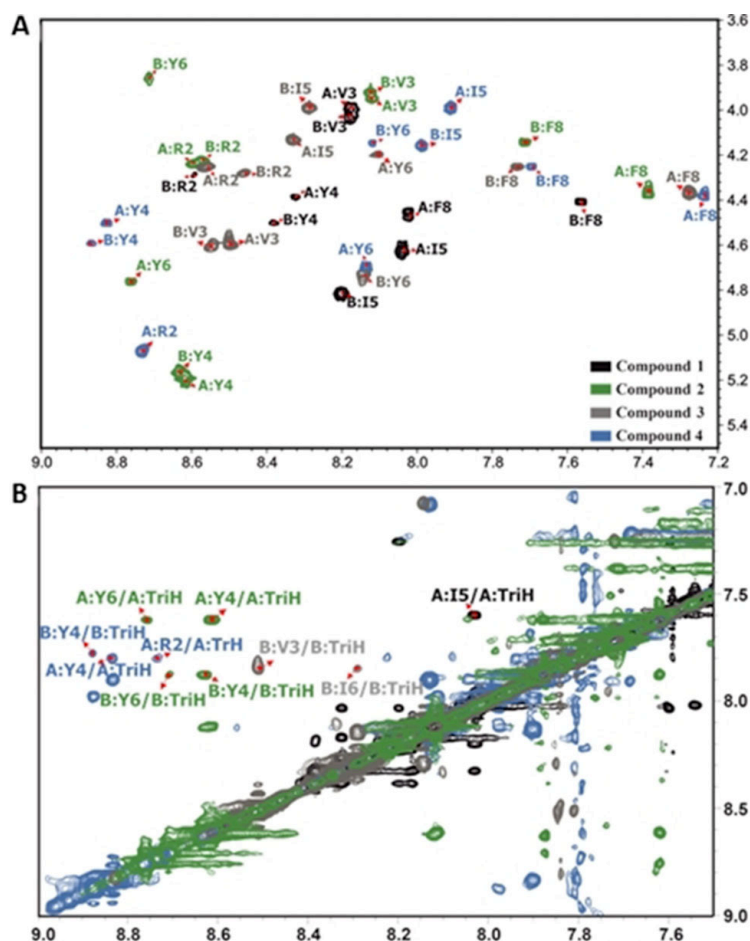 A
B:Y6
B:I5
A:V3
B:V3
B:V3
A:V3
A:I5
A:I5
B:Y6
B:I5
B:F8
A:R2
B:R2
B:R2
A:R2
B:R2
A:Y6
B:F8
B:F8
A:F8
A:F8
A:F8
A:Y4
A:F8
B:F8
A:Y4
B:Y4
B:Y4
B:V3
A:V3
A:I5
A:Y6
A:Y6
B:Y6
B:I5
A:R2
B:Y4
A:Y4
Compound 1
Compound 2
Compound 3
Compound 4
3.6
3.8
4.0
4.2
4.4
4.6
4.8
5.0
5.2
5.4
9.0 8.8 8.6 8.4 8.2 8.0 7.8 7.6 7.4 7.2
B
A:Y6/A:TriH
A:Y4/A:TriH
A:I5/A:TriH
B:Y4/B:TriH
A:R2/A:TrH
B:V3/B:TriH
A:Y4/A:TriH
B:Y6/B:TriH
B:Y4/B:TriH
B:I6/B:TriH
7.0
7.5
8.0
8.5
9.0
9.0 8.8 8.6 8.4 8.2 8.0 7.8 7.6